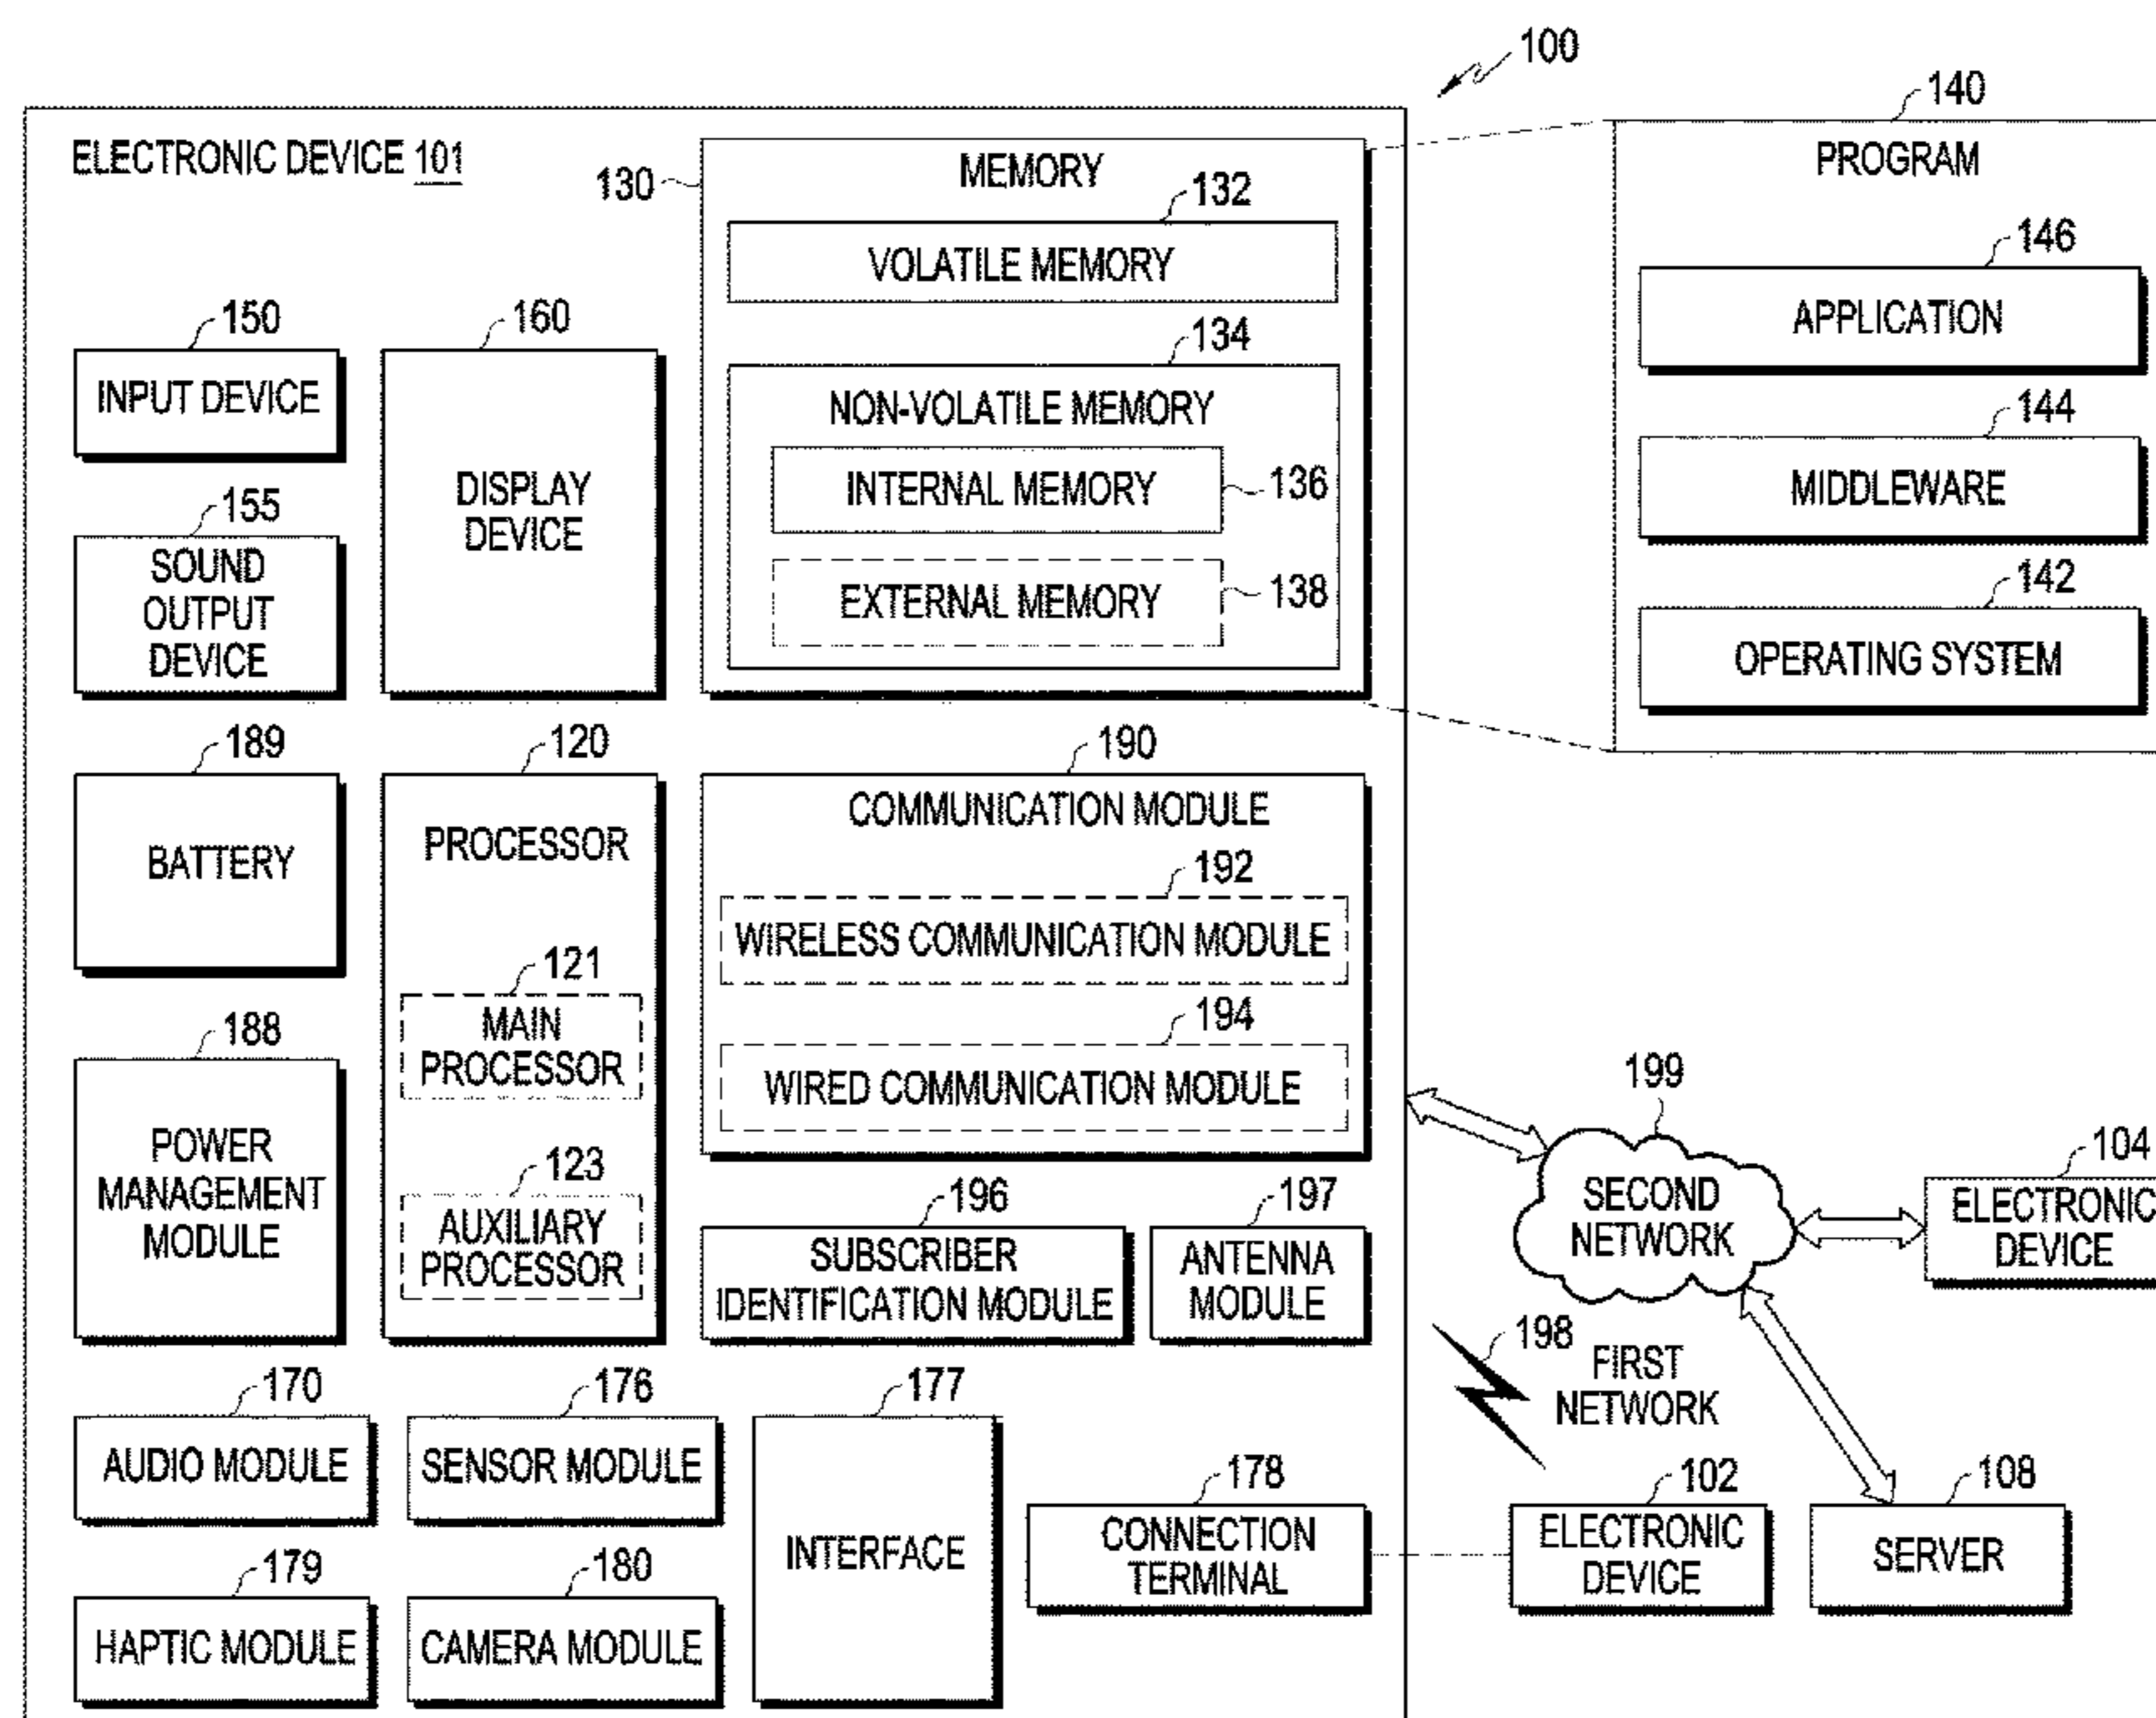 100
ELECTRONIC DEVICE 101
130
MEMORY
132
VOLATILE MEMORY
134
NON-VOLATILE MEMORY
INTERNAL MEMORY
136
EXTERNAL MEMORY
138
140
PROGRAM
146
APPLICATION
144
MIDDLEWARE
142
OPERATING SYSTEM
150
INPUT DEVICE
155
SOUND
OUTPUT
DEVICE
160
DISPLAY
DEVICE
189
BATTERY
188
POWER
MANAGEMENT
MODULE
120
PROCESSOR
121
MAIN
PROCESSOR
123
AUXILIARY
PROCESSOR
190
COMMUNICATION MODULE
192
WIRELESS COMMUNICATION MODULE
194
WIRED COMMUNICATION MODULE
196
SUBSCRIBER
IDENTIFICATION MODULE
197
ANTENNA
MODULE
199
SECOND
NETWORK
104
ELECTRONIC
DEVICE
198
FIRST
NETWORK
170
AUDIO MODULE
176
SENSOR MODULE
177
INTERFACE
178
CONNECTION
TERMINAL
102
ELECTRONIC
DEVICE
108
SERVER
179
HAPTIC MODULE
180
CAMERA MODULE